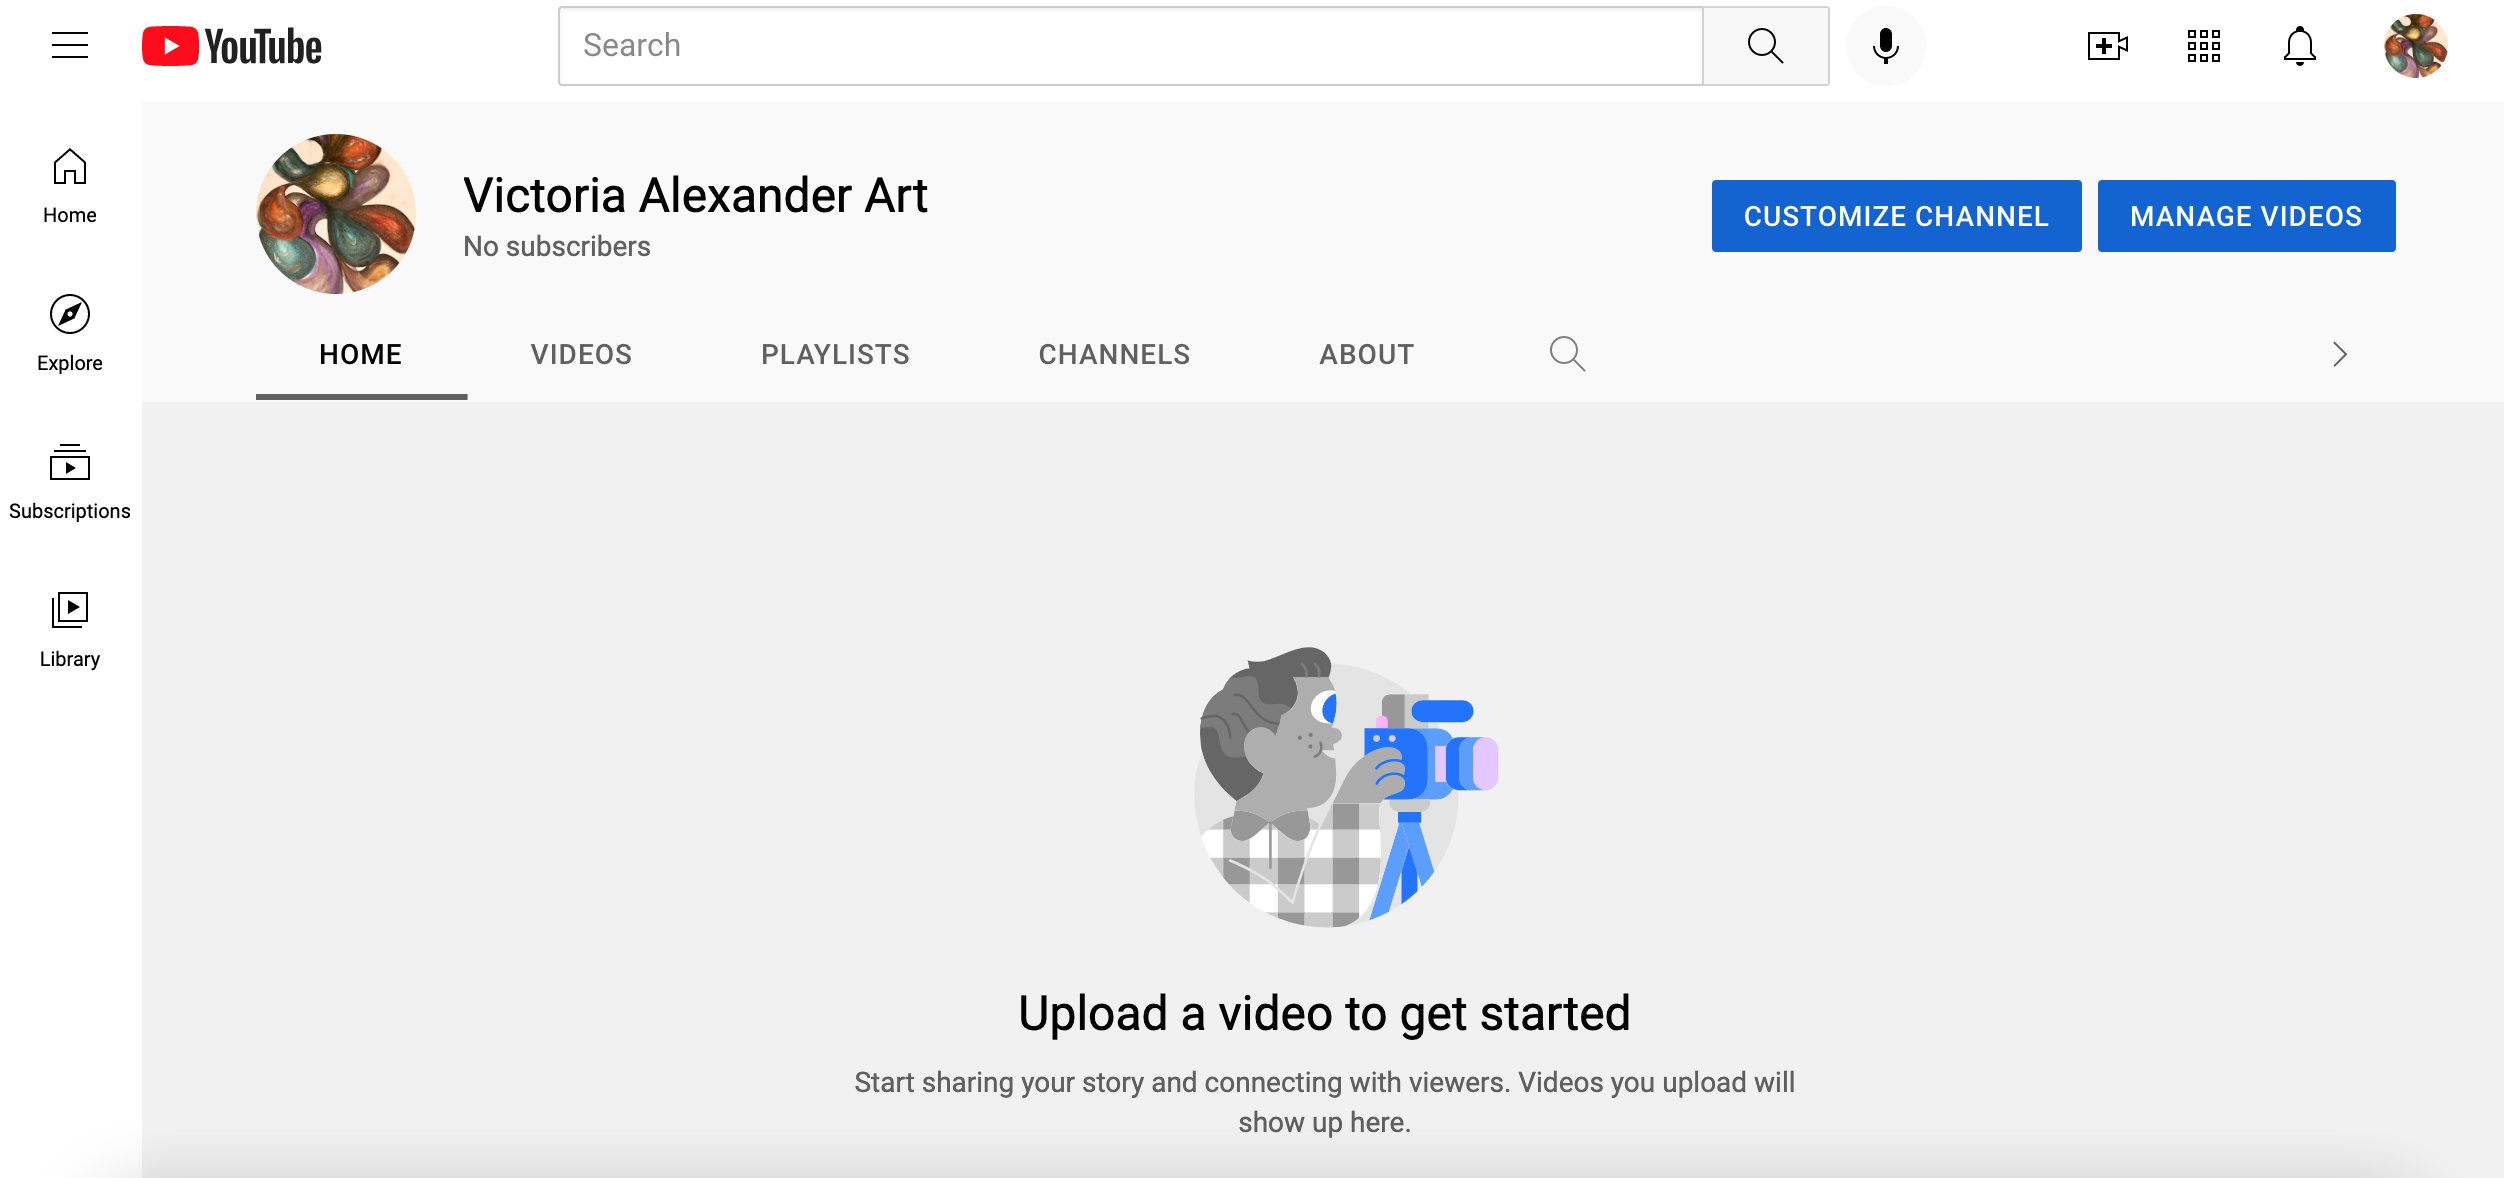 YouTube
Search
Home
Explore
Subscriptions
Library
Victoria Alexander Art
No subscribers
CUSTOMIZE CHANNEL
MANAGE VIDEOS
HOME
VIDEOS
PLAYLISTS
CHANNELS
ABOUT
Upload a video to get started
Start sharing your story and connecting with viewers. Videos you upload will
show up here.